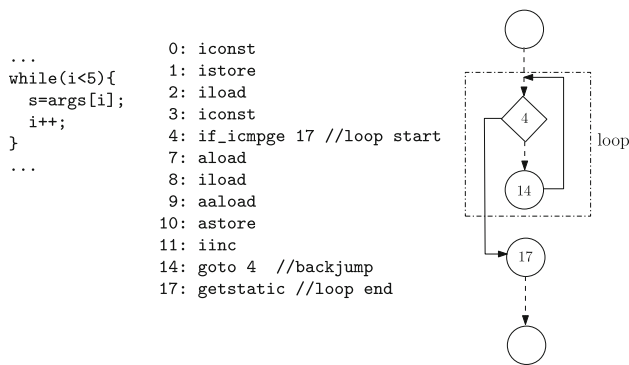 ...
while(i<5){
s=args[i];
i++;
}
...
0: iconst
1: istore
2: iload
3: iconst
4: if_icmpge 17 //loop start
7: aload
8: iload
9: aaload
10: astore
11: iinc
14: goto 4 //backjump
17: getstatic //loop end
4
loop
14
17